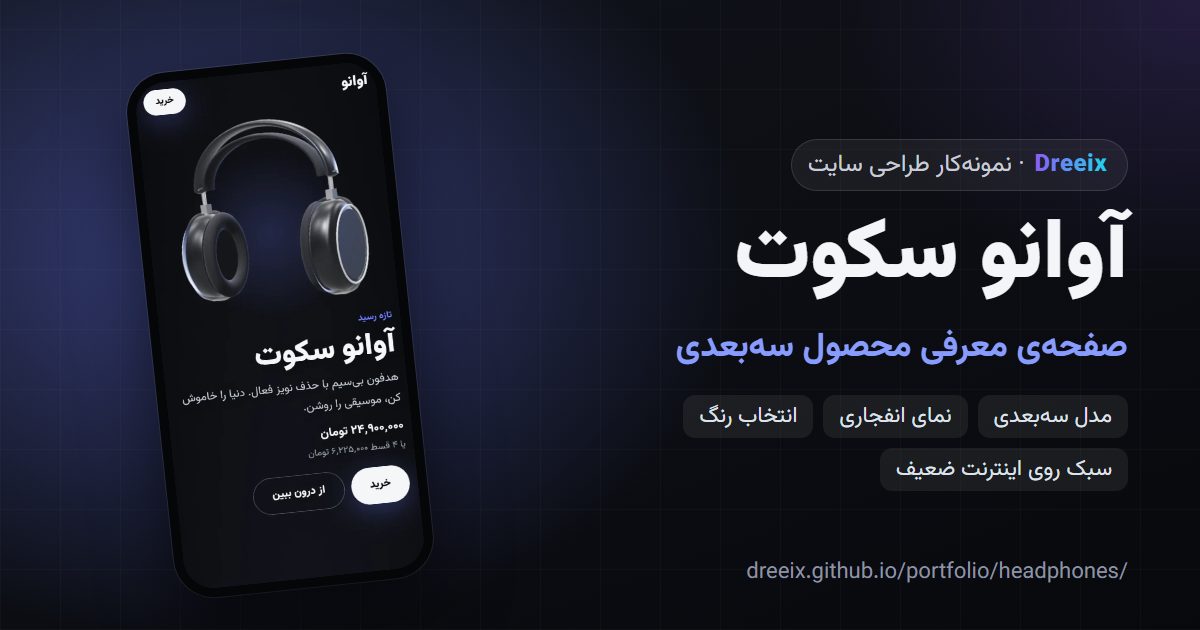 Dreeix · نمونه‌کار طراحی سایت
آوانو سکوت
صفحه‌ی معرفی محصول سه‌بعدی
مدل سه‌بعدی
نمای انفجاری
انتخاب رنگ
سبک روی اینترنت ضعیف
dreeix.github.io/portfolio/headphones/
آوانو
خرید
تازه رسید
آوانو سکوت
هدفون بی‌سیم با حذف نویز فعال. دنیا را خاموش
کن، موسیقی را روشن.
۲۴,۹۰۰,۰۰۰ تومان
یا ۴ قسط ۶,۲۲۵,۰۰۰ تومان
خرید
از درون ببین